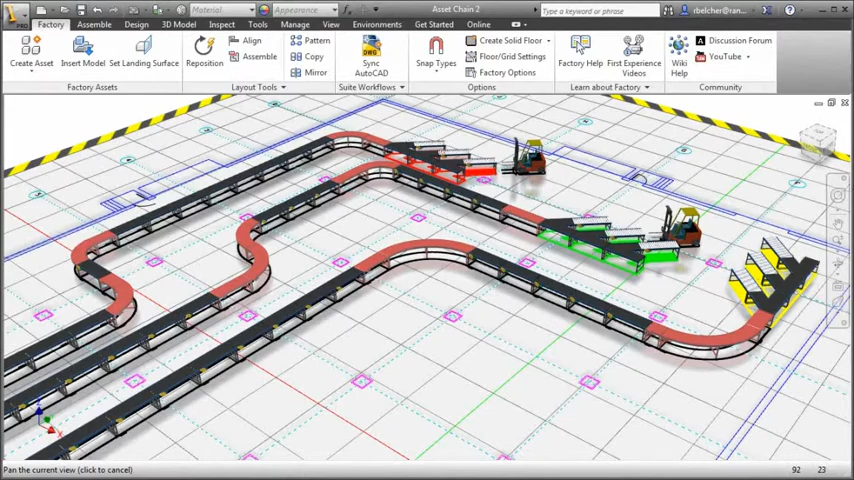 Material
Appearance
Asset Chain 2
Type a keyword or phrase
rbelcher@ran...
PRO
Factory Assemble Design 3D Model Inspect Tools Manage View Environments Get Started Online
Create Asset
Insert Model
Set Landing Surface
Factory Assets
Reposition
Align
Assemble
Pattern
Copy
Mirror
Layout Tools
Sync AutoCAD
Suite Workflows
Snap Types
Create Solid Floor
Floor/Grid Settings
Factory Options
Options
Factory Help
First Experience Videos
Learn about Factory
Wiki Help
Discussion Forum
YouTube
Community
Pan the current view (click to cancel)
92 23